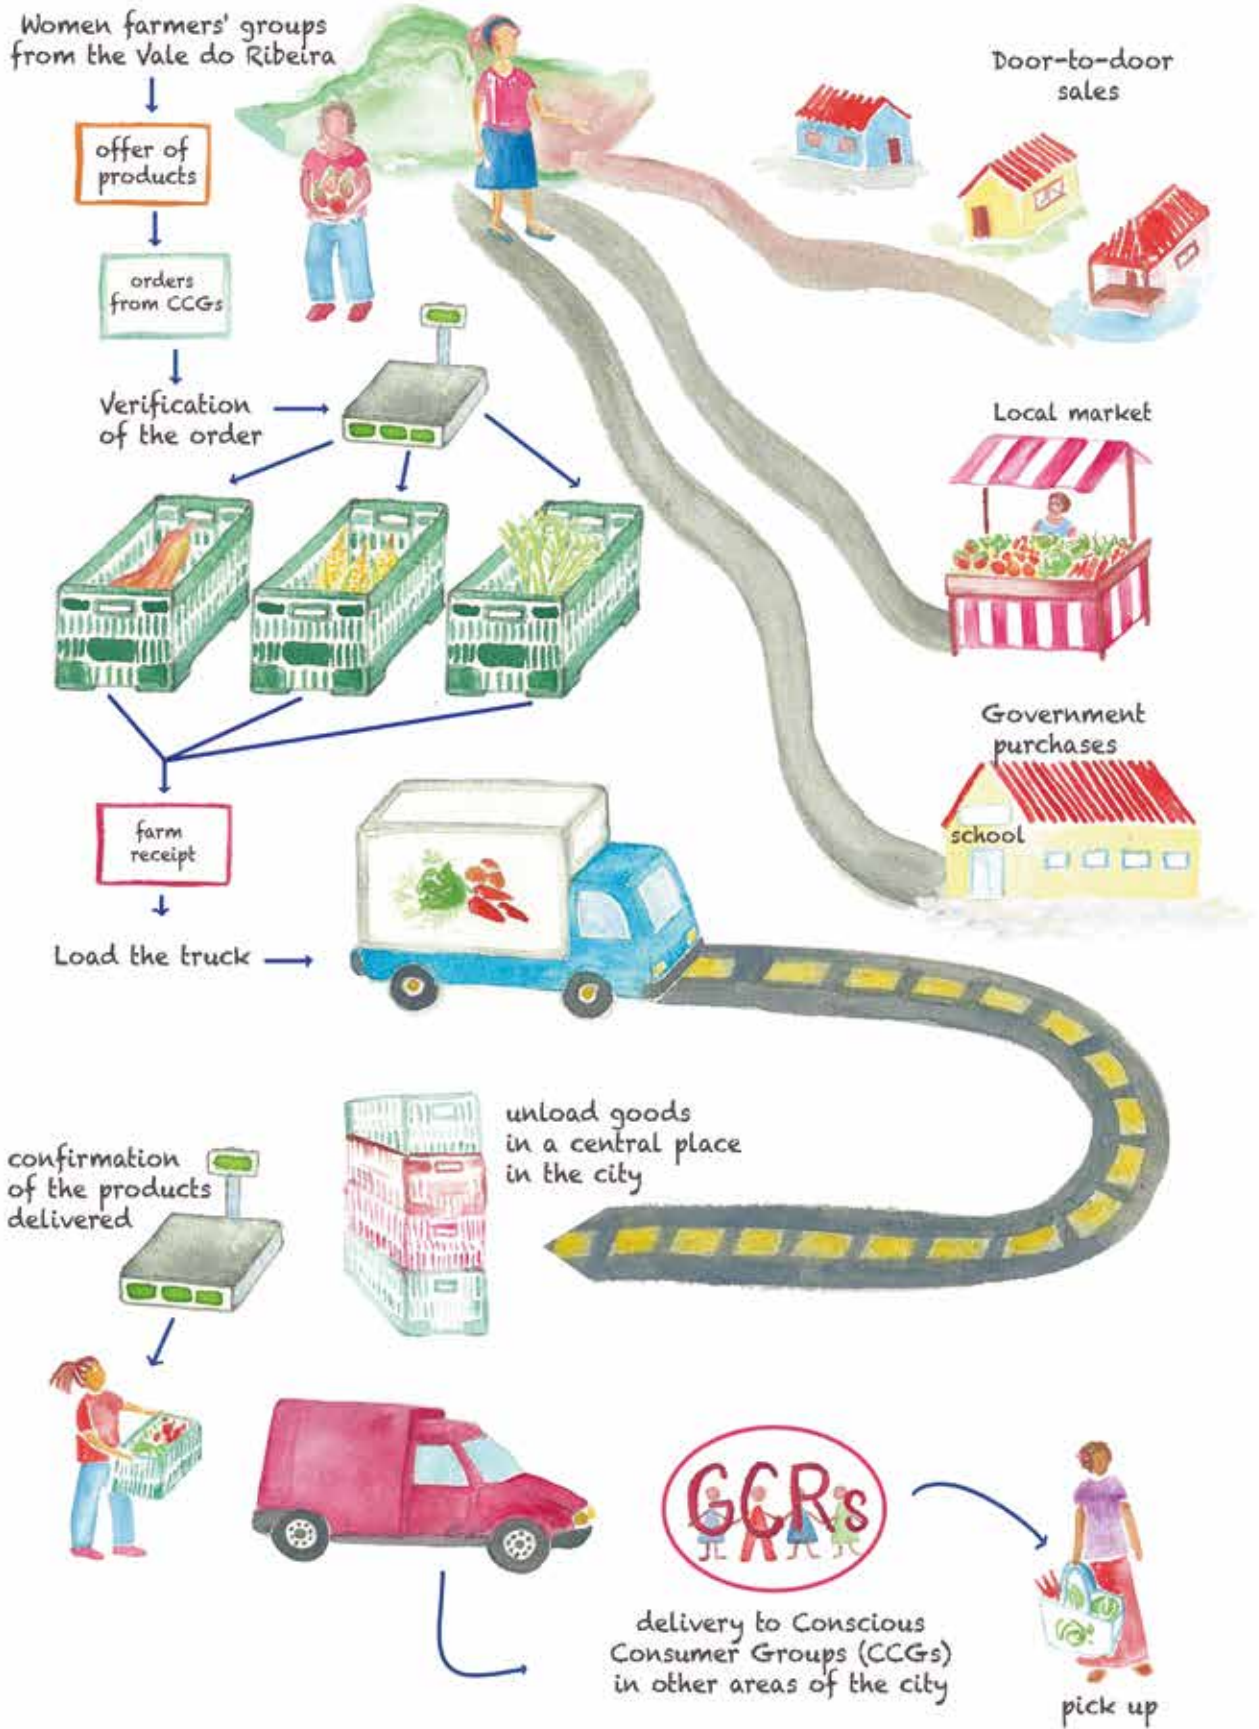 Women farmers' groups
from the Vale do Ribeira
offer of
products
orders
from CCGs
Verification
of the order
Door-to-door
sales
Local market
Government
purchases
school
farm
receipt
Load the truck
unload goods
in a central place
in the city
confirmation
of the products
delivered
GCRs
delivery to Conscious
Consumer Groups (CCGs)
in other areas of the city
pick up